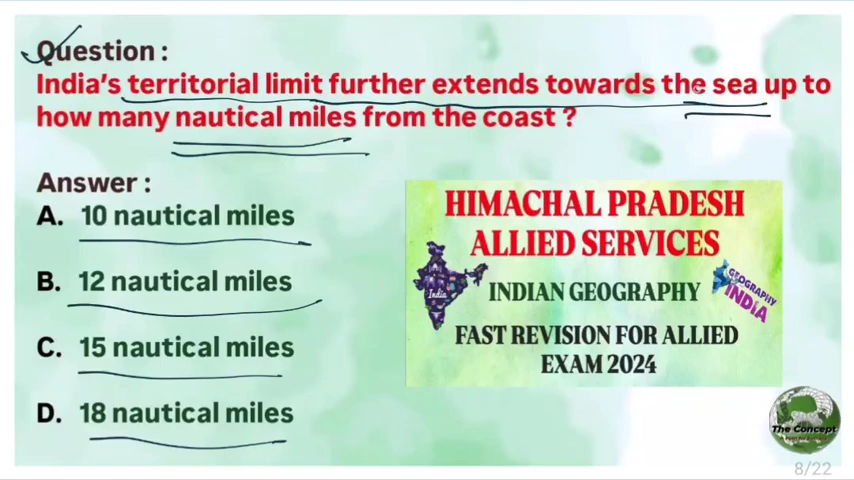 Question :
India's territorial limit further extends towards the sea up to
how many nautical miles from the coast ?
Answer :
A. 10 nautical miles
B. 12 nautical miles
C. 15 nautical miles
D. 18 nautical miles
HIMACHAL PRADESH
ALLIED SERVICES
India
INDIAN GEOGRAPHY
GEOGRAPHY
INDIA
FAST REVISION FOR ALLIED
EXAM 2024
The Concept
8/22